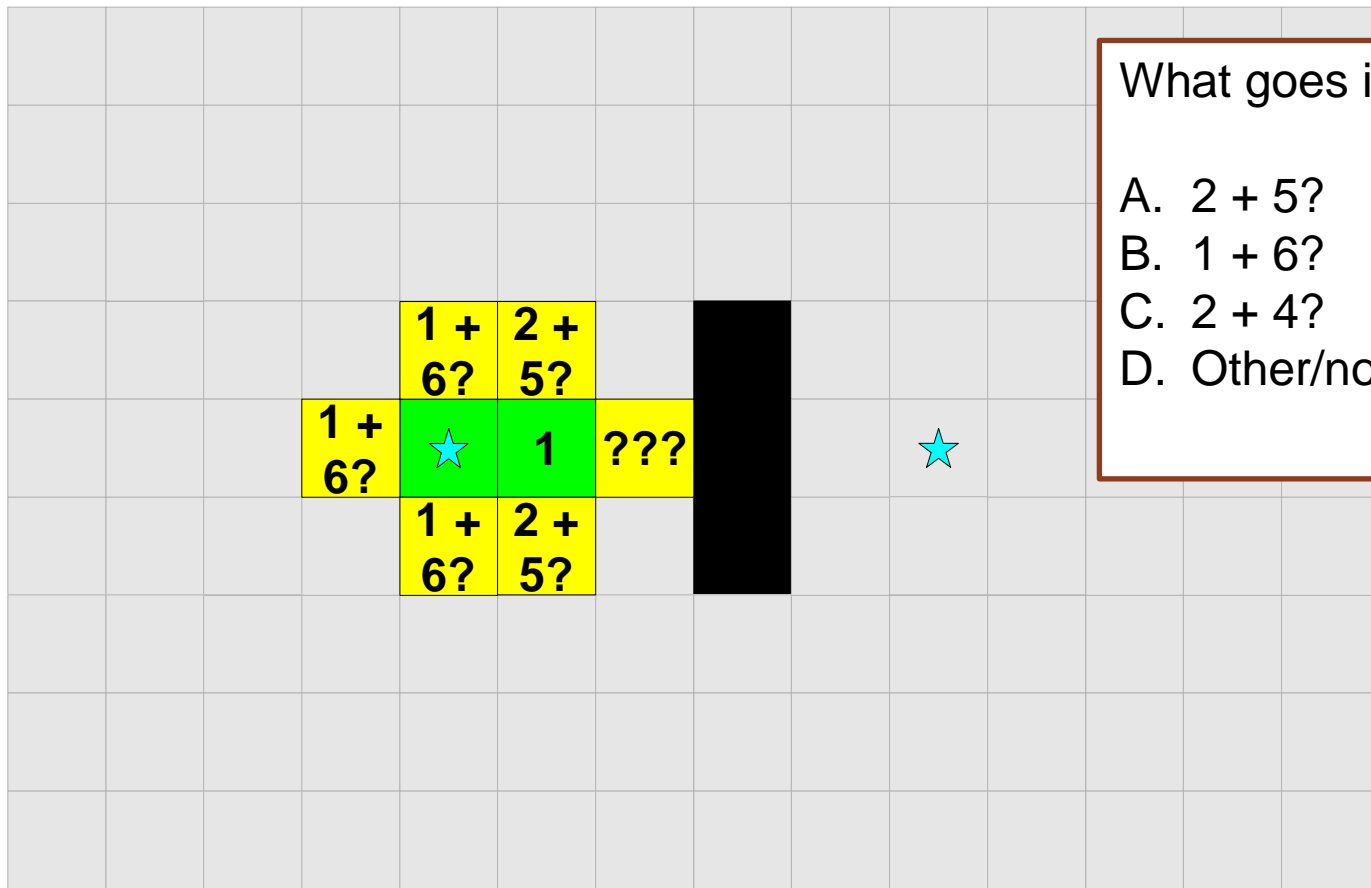 What goes i
A. 2 + 5?
B. 1 + 6?
C. 2 + 4?
D. Other/no
1 +
6?
2 +
5?
1 +
6?
1
???
1 +
6?
2 +
5?